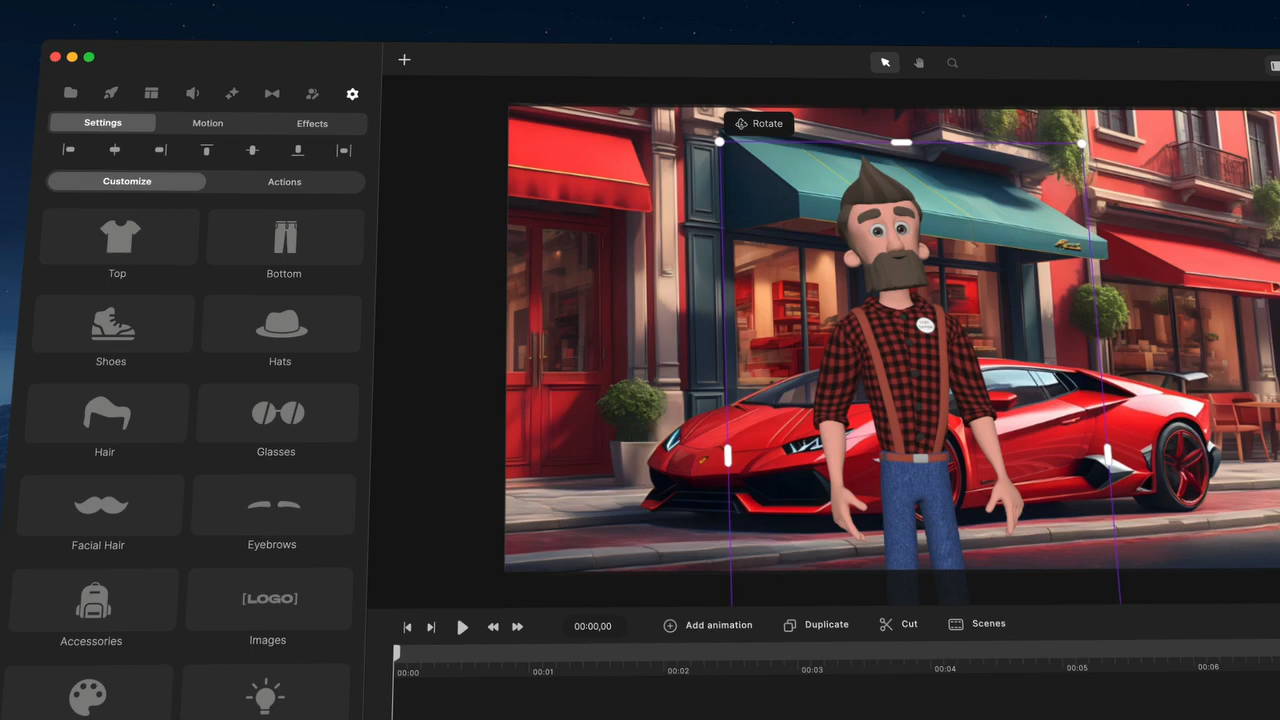 Settings
Motion
Effects
Customize
Actions
Top
Bottom
Shoes
Hats
Hair
Glasses
Facial Hair
Eyebrows
Accessories
[LOGO]
Images
Rotate
00:00,00
Add animation
Duplicate
Cut
Scenes
00:00
00:01
00:02
00:03
00:04
00:05
00:06